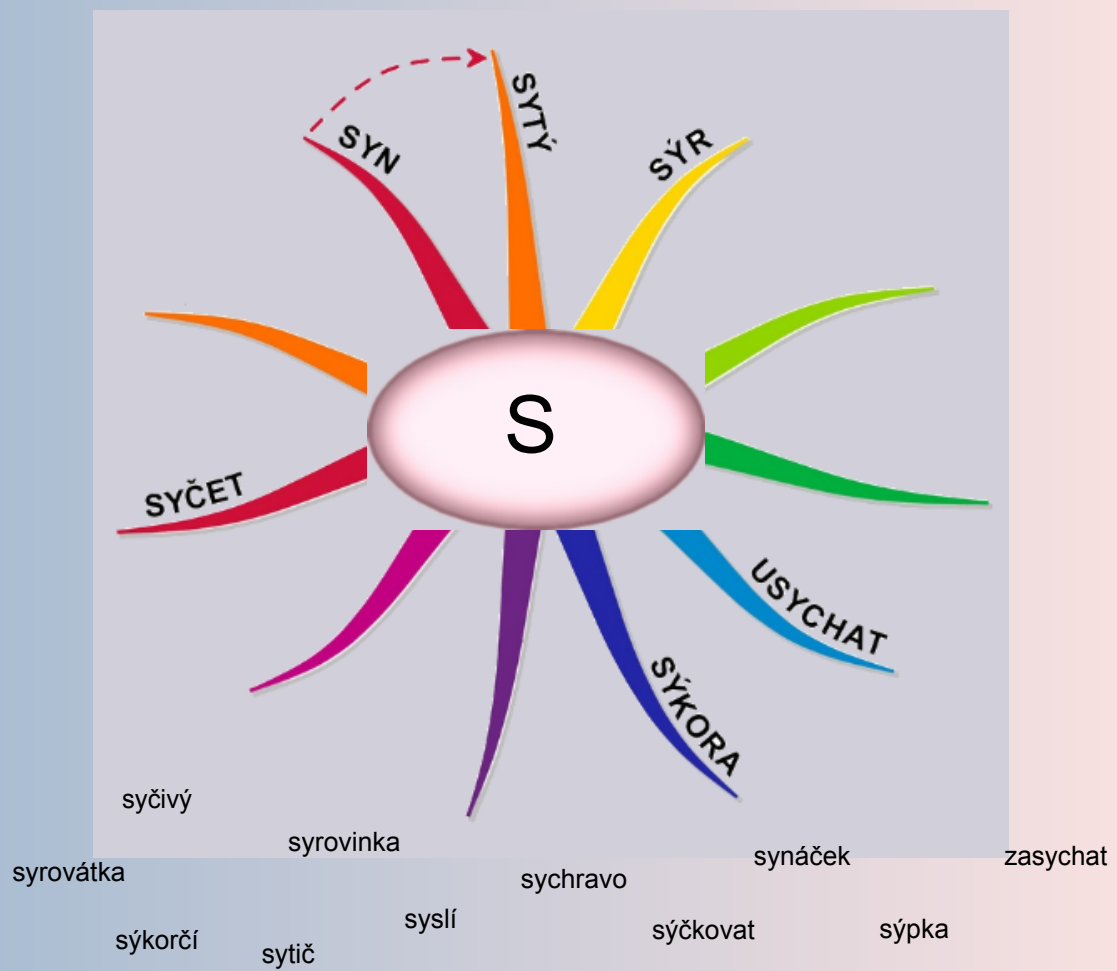 SYN
SYTÝ
SÝR
S
SYČET
USYCHAT
SÝKORA
syčivý
syrovinka
synáček
zasychat
syrovátka
sychravo
syslí
sýčkovat
sýpka
sýkorčí
sytič